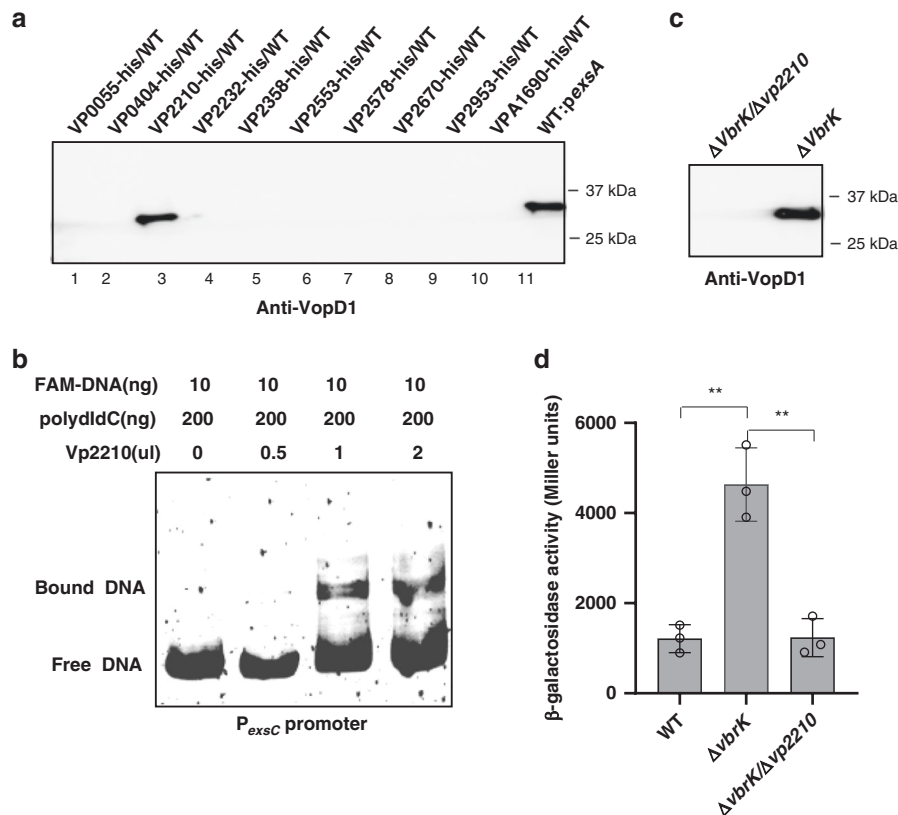 a
VP0055-his/WT
VP0404-his/WT
VP2210-his/WT
VP2232-his/WT
VP2358-his/WT
VP2553-his/WT
VP2578-his/WT
VP2670-his/WT
VP2953-his/WT
VPA1690-his/WT
WT:pexsA
37 kDa
25 kDa
1 2 3 4 5 6 7 8 9 10 11
Anti-VopD1
c
ΔVbrK/Δvp2210
ΔVbrK
37 kDa
25 kDa
Anti-VopD1
b
FAM-DNA(ng) 10 10 10 10
polydIdC(ng) 200 200 200 200
Vp2210(ul) 0 0.5 1 2
Bound DNA
Free DNA
PexsC promoter
d
β-galactosidase activity (Miller units)
6000
4000
2000
0
**
**
WT
ΔvbrK
ΔvbrK/Δvp2210